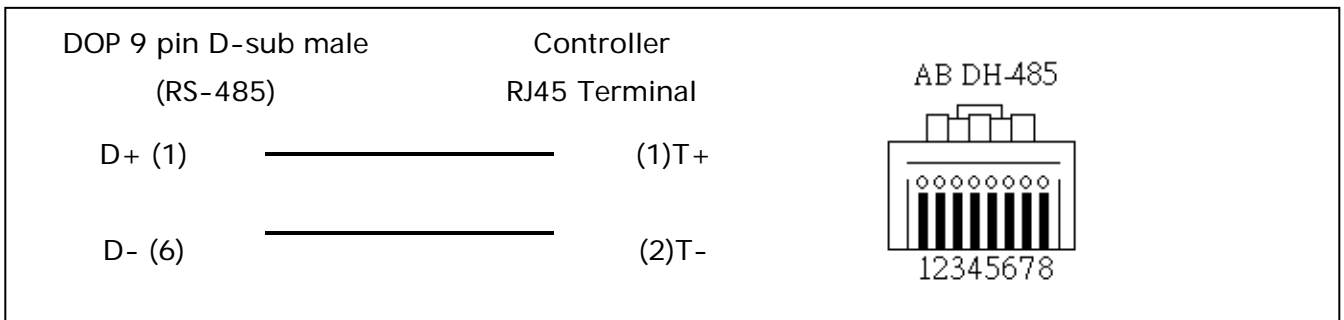 DOP 9 pin D-sub male Controller
(RS-485) RJ45 Terminal
D+ (1) (1)T+
D- (6) (2)T-
AB DH-485
12345678